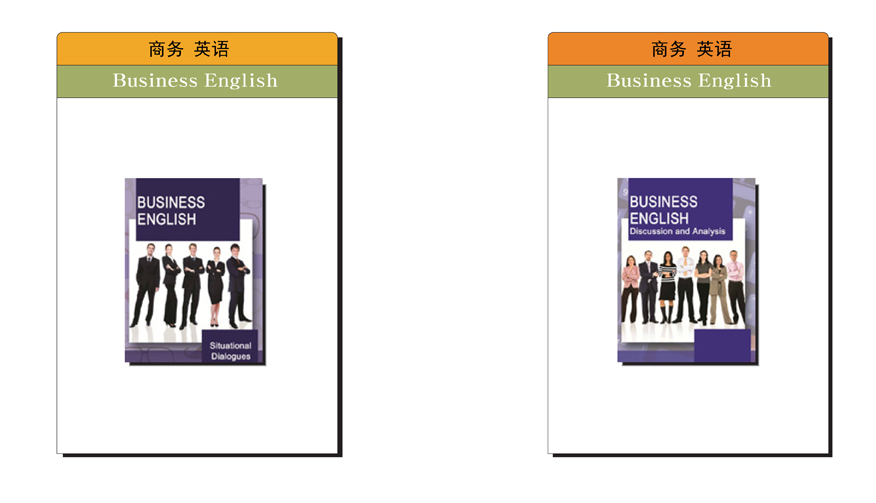 商务 英语
Business English
BUSINESS
ENGLISH
Situational
Dialogues
商务 英语
Business English
9
BUSINESS
ENGLISH
Discussion and Analysis